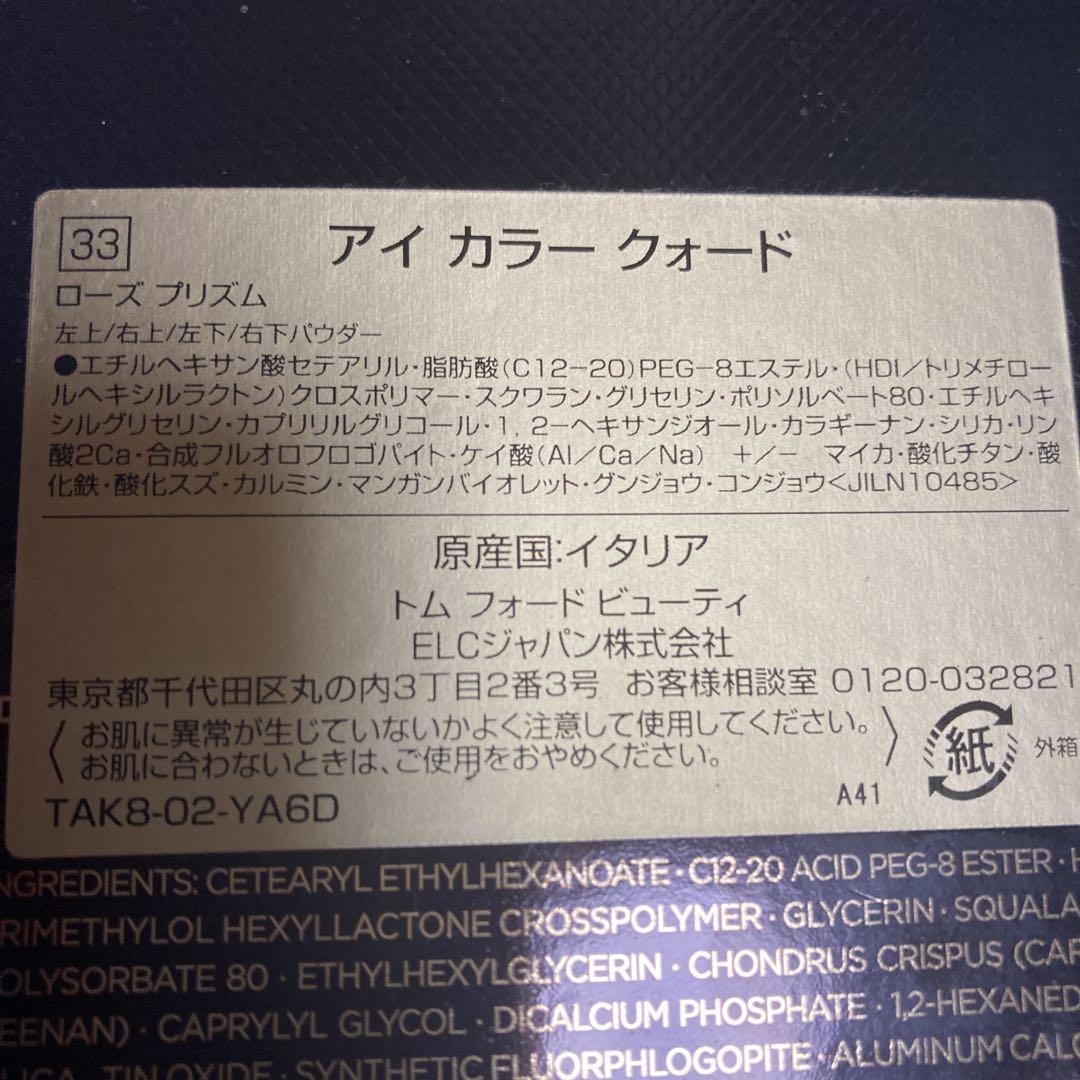 33
アイ カラー クォード
ローズ プリズム
左上/右上/左下/右下パウダー
●エチルヘキサン酸セテアリル・脂肪酸(C12-20)PEG-8エステル・(HDI/トリメチロー
ルヘキシルラクトン)クロスポリマー・スクワラン・グリセリン・ポリソルベート80・エチルヘキ
シルグリセリン・カプリリルグリコール・1, 2-ヘキサンジオール・カラギーナン・シリカ・リン
酸2Ca・合成フルオロフロゴパイト・ケイ酸(Al/Ca/Na) +/- マイカ・酸化チタン・酸
化鉄・酸化スズ・カルミン・マンガンバイオレット・グンジョウ・コンジョウ<JILN10485>
原産国:イタリア
トム フォード ビューティ
ELCジャパン株式会社
東京都千代田区丸の内3丁目2番3号 お客様相談室 0120-032821
お肌に異常が生じていないかよく注意して使用してください。
お肌に合わないときは、ご使用をおやめください。
紙
外箱
A41
TAK8-02-YA6D
NGREDIENTS: CETEARYL ETHYLHEXANOATE · C12-20 ACID PEG-8 ESTER · H
RIMETHYLOL HEXYLLACTONE CROSSPOLYMER · GLYCERIN · SQUALA
OLYSORBATE 80 · ETHYLHEXYLGLYCERIN · CHONDRUS CRISPUS (CAR
EENAN) · CAPRYLYL GLYCOL · DICALCIUM PHOSPHATE · 1,2-HEXANED
LICA · TIN OXIDE · SYNTHETIC FLUORPHLOGOPITE · ALUMINUM CALC